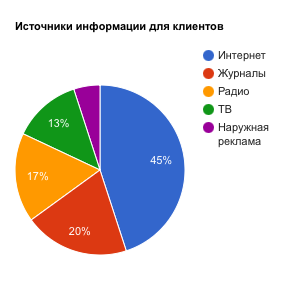 Источники информации для клиентов
Интернет
Журналы
Радио
ТВ
Наружная
реклама
13%
45%
17%
20%